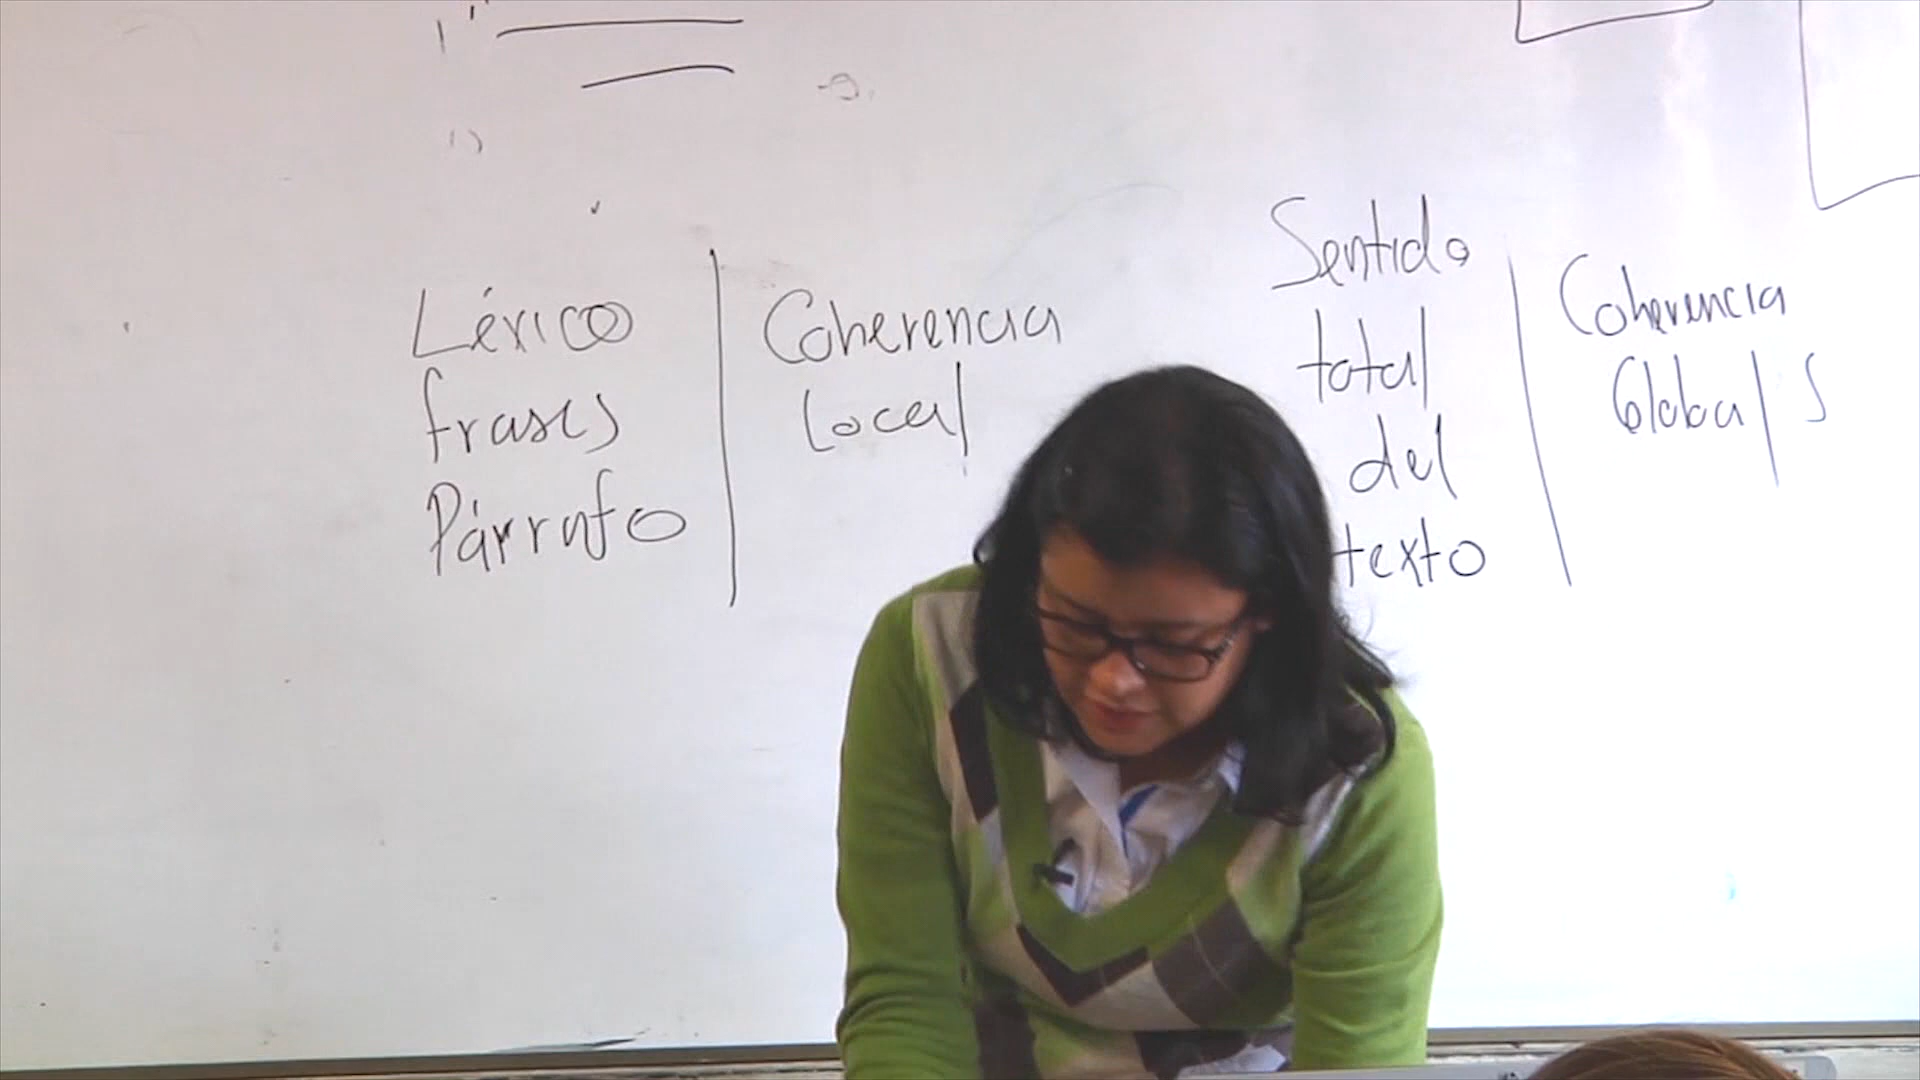 Léxico
frases
Párrafo
Coherencia
Local
Sentido
total
del
texto
Coherencia
Global